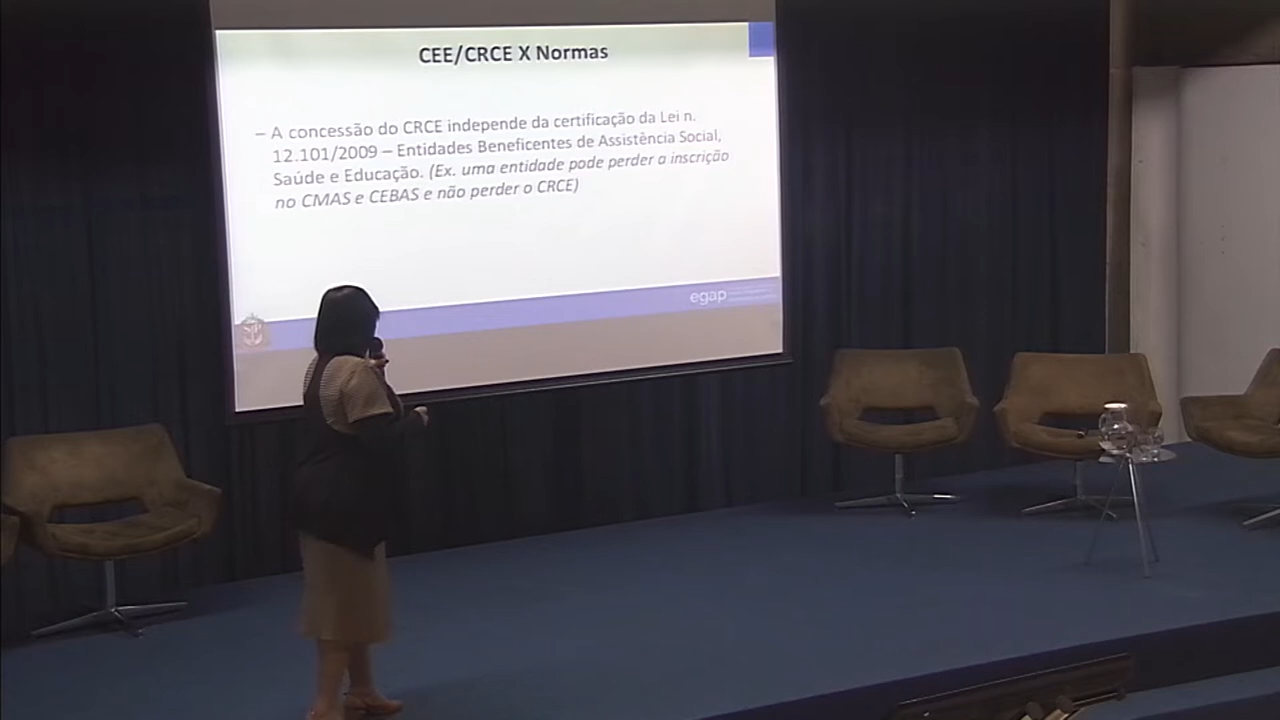 CEE/CRCE X Normas
– A concessão do CRCE independe da certificação da Lei n.
12.101/2009 – Entidades Beneficentes de Assistência Social,
Saúde e Educação. (Ex. uma entidade pode perder a inscrição
no CMAS e CEBAS e não perder o CRCE)
egap